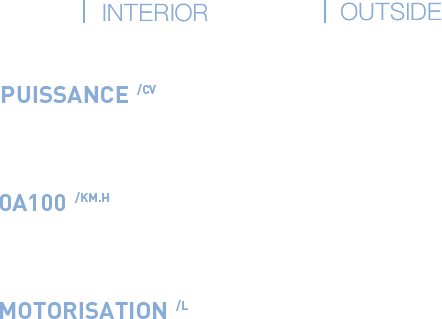 INTERIOR OUTSIDE
PUISSANCE /CV
0A100 /KM.H
MOTORISATION /L